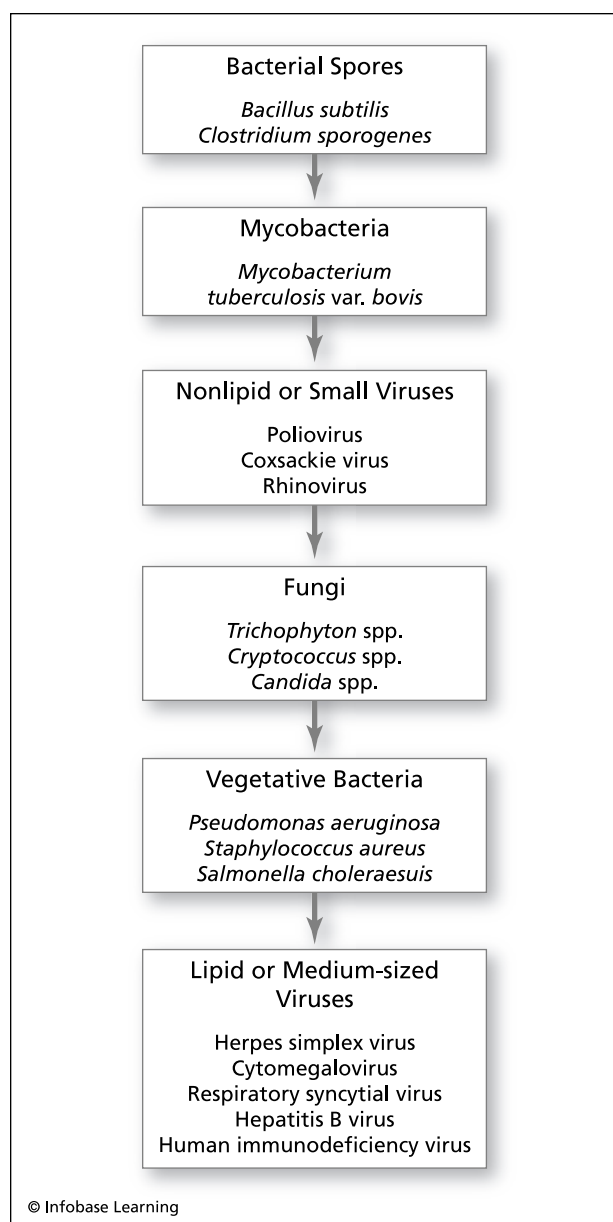 Bacterial Spores
Bacillus subtilis
Clostridium sporogenes
Mycobacteria
Mycobacterium
tuberculosis var. bovis
Nonlipid or Small Viruses
Poliovirus
Coxsackie virus
Rhinovirus
Fungi
Trichophyton spp.
Cryptococcus spp.
Candida spp.
Vegetative Bacteria
Pseudomonas aeruginosa
Staphylococcus aureus
Salmonella choleraesuis
Lipid or Medium-sized
Viruses
Herpes simplex virus
Cytomegalovirus
Respiratory syncytial virus
Hepatitis B virus
Human immunodeficiency virus
© Infobase Learning